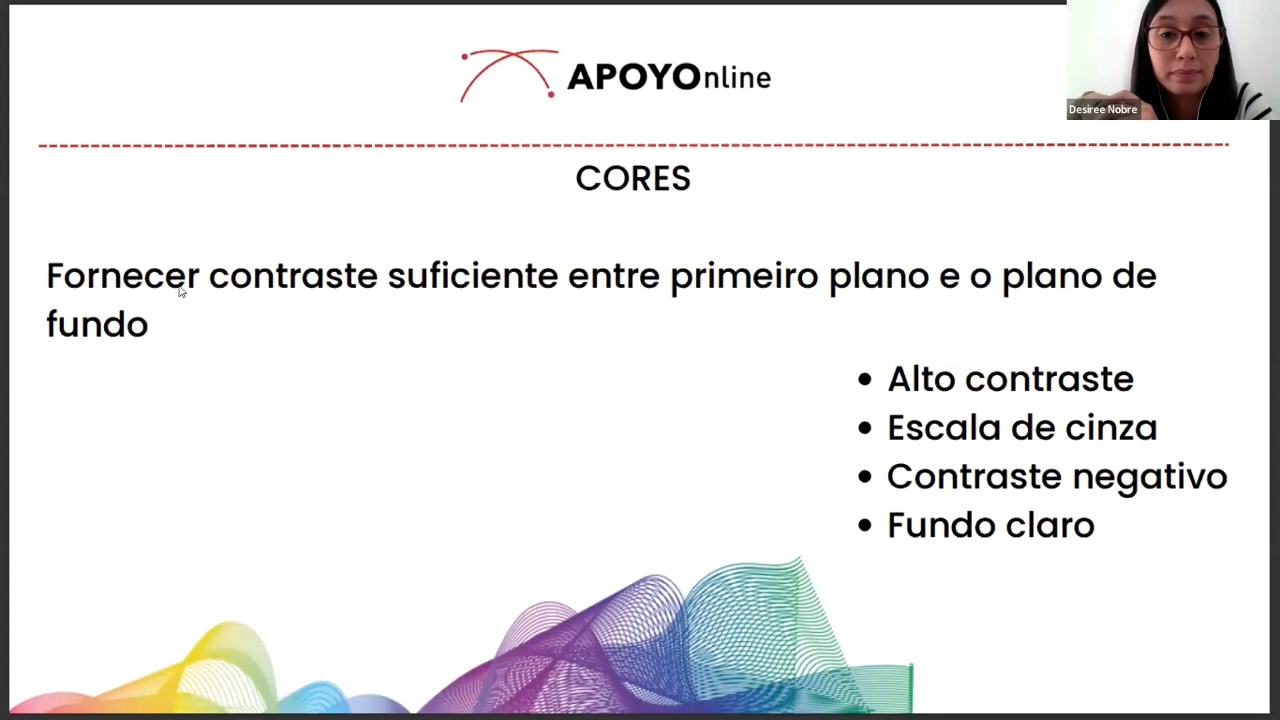 APOYOnline
Desiree Nobre
CORES
Fornecer contraste suficiente entre primeiro plano e o plano de
fundo
• Alto contraste
• Escala de cinza
• Contraste negativo
• Fundo claro